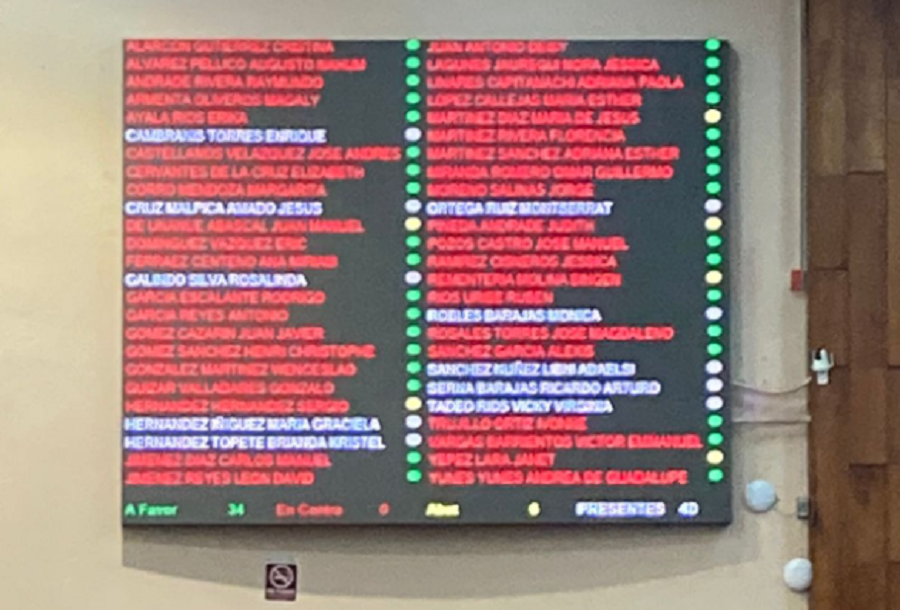 ALARCON GUTIERREZ CRISTINA
ALVAREZ PELLICO AUGUSTO NAHUM
ANDRADE RIVERA RAYMUNDO
ARMENTA OLIVEROS MAGALY
AYALA RIOS ERIKA
CAMBRANIS TORRES ENRIQUE
CASTELLANOS VELAZQUEZ JOSE ANDRES
CERVANTES DE LA CRUZ ELIZABETH
CORRO MENDOZA MARGARITA
CRUZ MALPICA AMADO JESUS
DE UNANUE ABASCAL JUAN MANUEL
DOMINGUEZ VAZQUEZ ERIC
FERRAEZ CENTENO ANA
GALINDO SILVA ROSALINDA
GARCIA ESCALANTE RODRIGO
GARCIA REYES ANTONIO
GOMEZ CAZARIN JUAN JAVIER
GOMEZ SANCHEZ HENRI CHRISTOPHE
GONZALEZ MARTINEZ WENCESLAO
GUIZAR VALLADARES GONZALO
HERNANDEZ HERNANDEZ SERGIO
HERNANDEZ IÑIGUEZ MARIA GRACIELA
HERNANDEZ TOPETE BRIANDA KRISTEL
JIMENEZ DIAZ CARLOS MANUEL
JIMENEZ REYES LEON DAVID
JUAN ANTONIO DEISY
LAGUNES JAUREGUI NORA JESSICA
LINARES CAPITANACHI ADRIANA PAOLA
LOPEZ CALLEJAS MARIA ESTHER
MARTINEZ DIAZ MARIA DE JESUS
MARTINEZ RIVERA FLORENCIA
MARTINEZ SANCHEZ ADRIANA ESTHER
MIRANDA ROMERO OMAR GUILLERMO
MORENO SALINAS JORGE
ORTEGA RUIZ MONTSERRAT
ANDRADE JUDITH
POZOS CASTRO JOSE MANUEL
RAMIREZ CISNEROS JESSICA
REMENTERIA MOLINA BINGEN
RIOS URIBE RUBEN
ROBLES BARAJAS MONICA
ROSALES TORRES JOSE MAGDALENO
SANCHEZ GARCIA ALEXIS
SANCHEZ NUÑEZ LIENI ADAELSI
SERNA BARAJAS RICARDO ARTURO
TADEO RIOS VICKY VIRGINIA
TRUJILLO ORTIZ IVONNE
VARGAS BARRIENTOS VICTOR EMMANUEL
YEPEZ LARA JANET
YUNES YUNES ANDREA DE GUADALUPE
A Favor 34 En Contra 0 Abst 6 PRESENTES 40